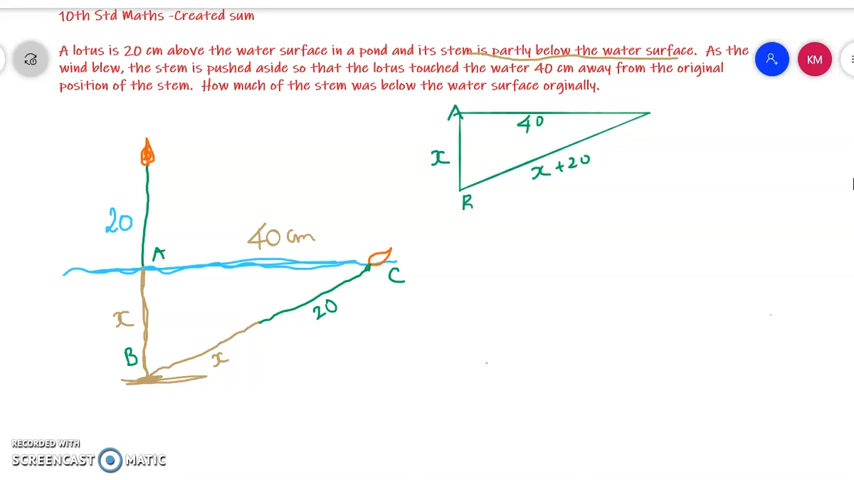 10th Std Maths -Created sum
A lotus is 20 cm above the water surface in a pond and its stem is partly below the water surface. As the
wind blew, the stem is pushed aside so that the lotus touched the water 40 cm away from the original
position of the stem. How much of the stem was below the water surface orginally.
KM
A
40
x
x+20
B
20
A
40 cm
C
x
20
B
x
RECORDED WITH
SCREENCAST MATIC